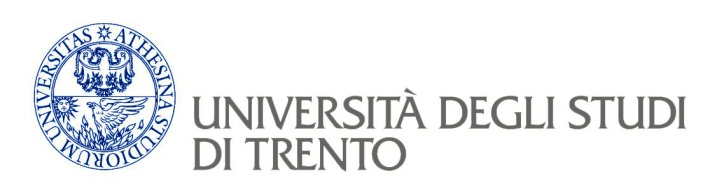 UNIVERSITAS ATHESINA STUDIORUM
UNIVERSITÀ DEGLI STUDI
DI TRENTO